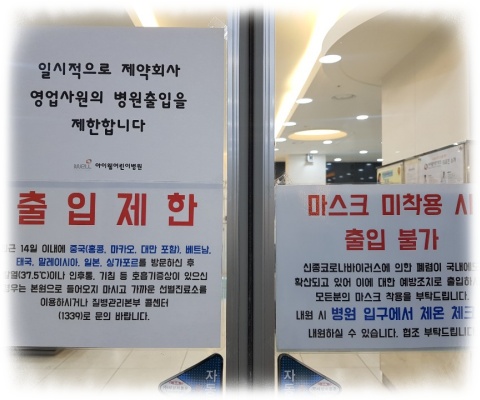 일시적으로 제약회사
영업사원의 병원출입을
제한합니다
아이웰어린이병원
출입제한
근 14일 이내에 중국(홍콩, 마카오, 대만 포함), 베트남,
태국, 말레이시아, 일본, 싱가포르를 방문하신 후
(37.5℃)이나 인후통, 기침 등 호흡기증상이 있으신
경우는 본원으로 들어오지 마시고 가까운 선별진료소를
이용하시거나 질병관리본부 콜센터
(1339)로 문의 바랍니다.
마스크 미착용 시
출입 불가
신종코로나바이러스에 의한 폐렴이 국내에
확산되고 있어 이에 대한 예방조치로 출입하
모든분의 마스크 착용을 부탁드립니다.
내원 시 병원 입구에서 체온 체크
내원하실 수 있습니다. 협조 부탁드립니
자동
자동